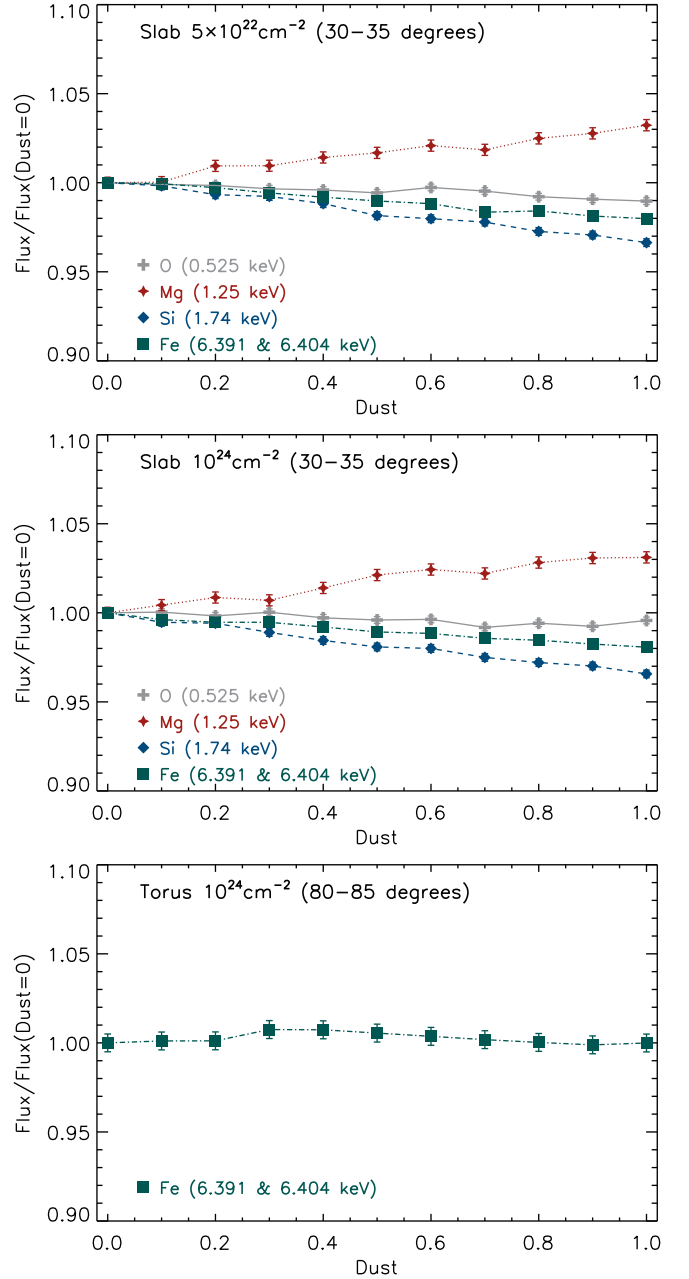 Slab 5×10²²cm⁻² (30−35 degrees)
1.10
1.05
1.00
0.95
0.90
Flux/Flux(Dust=0)
O (0.525 keV)
Mg (1.25 keV)
Si (1.74 keV)
Fe (6.391 & 6.404 keV)
0.0 0.2 0.4 0.6 0.8 1.0
Dust
Slab 10²⁴cm⁻² (30−35 degrees)
1.10
1.05
1.00
0.95
0.90
Flux/Flux(Dust=0)
O (0.525 keV)
Mg (1.25 keV)
Si (1.74 keV)
Fe (6.391 & 6.404 keV)
0.0 0.2 0.4 0.6 0.8 1.0
Dust
Torus 10²⁴cm⁻² (80−85 degrees)
1.10
1.05
1.00
0.95
0.90
Flux/Flux(Dust=0)
Fe (6.391 & 6.404 keV)
0.0 0.2 0.4 0.6 0.8 1.0
Dust